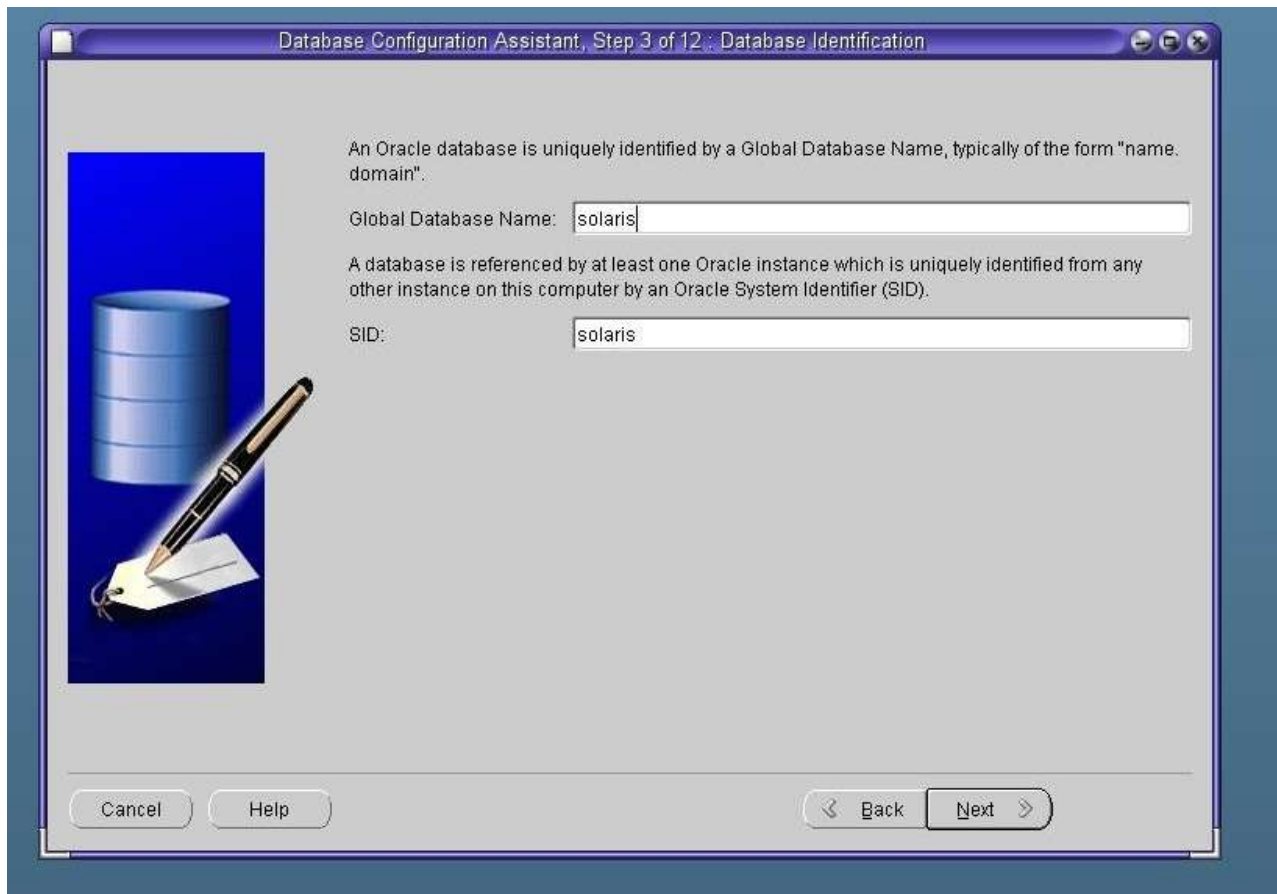 Database Configuration Assistant, Step 3 of 12 : Database Identification
An Oracle database is uniquely identified by a Global Database Name, typically of the form "name.
domain".
Global Database Name: solaris
A database is referenced by at least one Oracle instance which is uniquely identified from any
other instance on this computer by an Oracle System Identifier (SID).
SID: solaris
Cancel Help Back Next